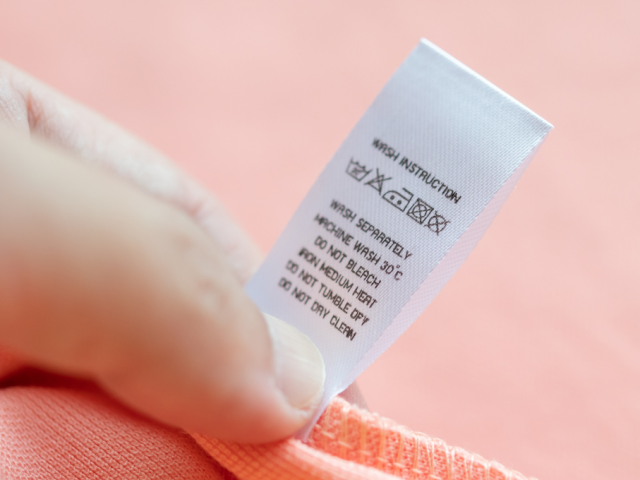 WASH INSTRUCTION
WASH SEPARATELY
MACHINE WASH 30°C
DO NOT BLEACH
IRON MEDIUM HEAT
DO NOT TUMBLE DFY
DO NOT DRY CLEAN